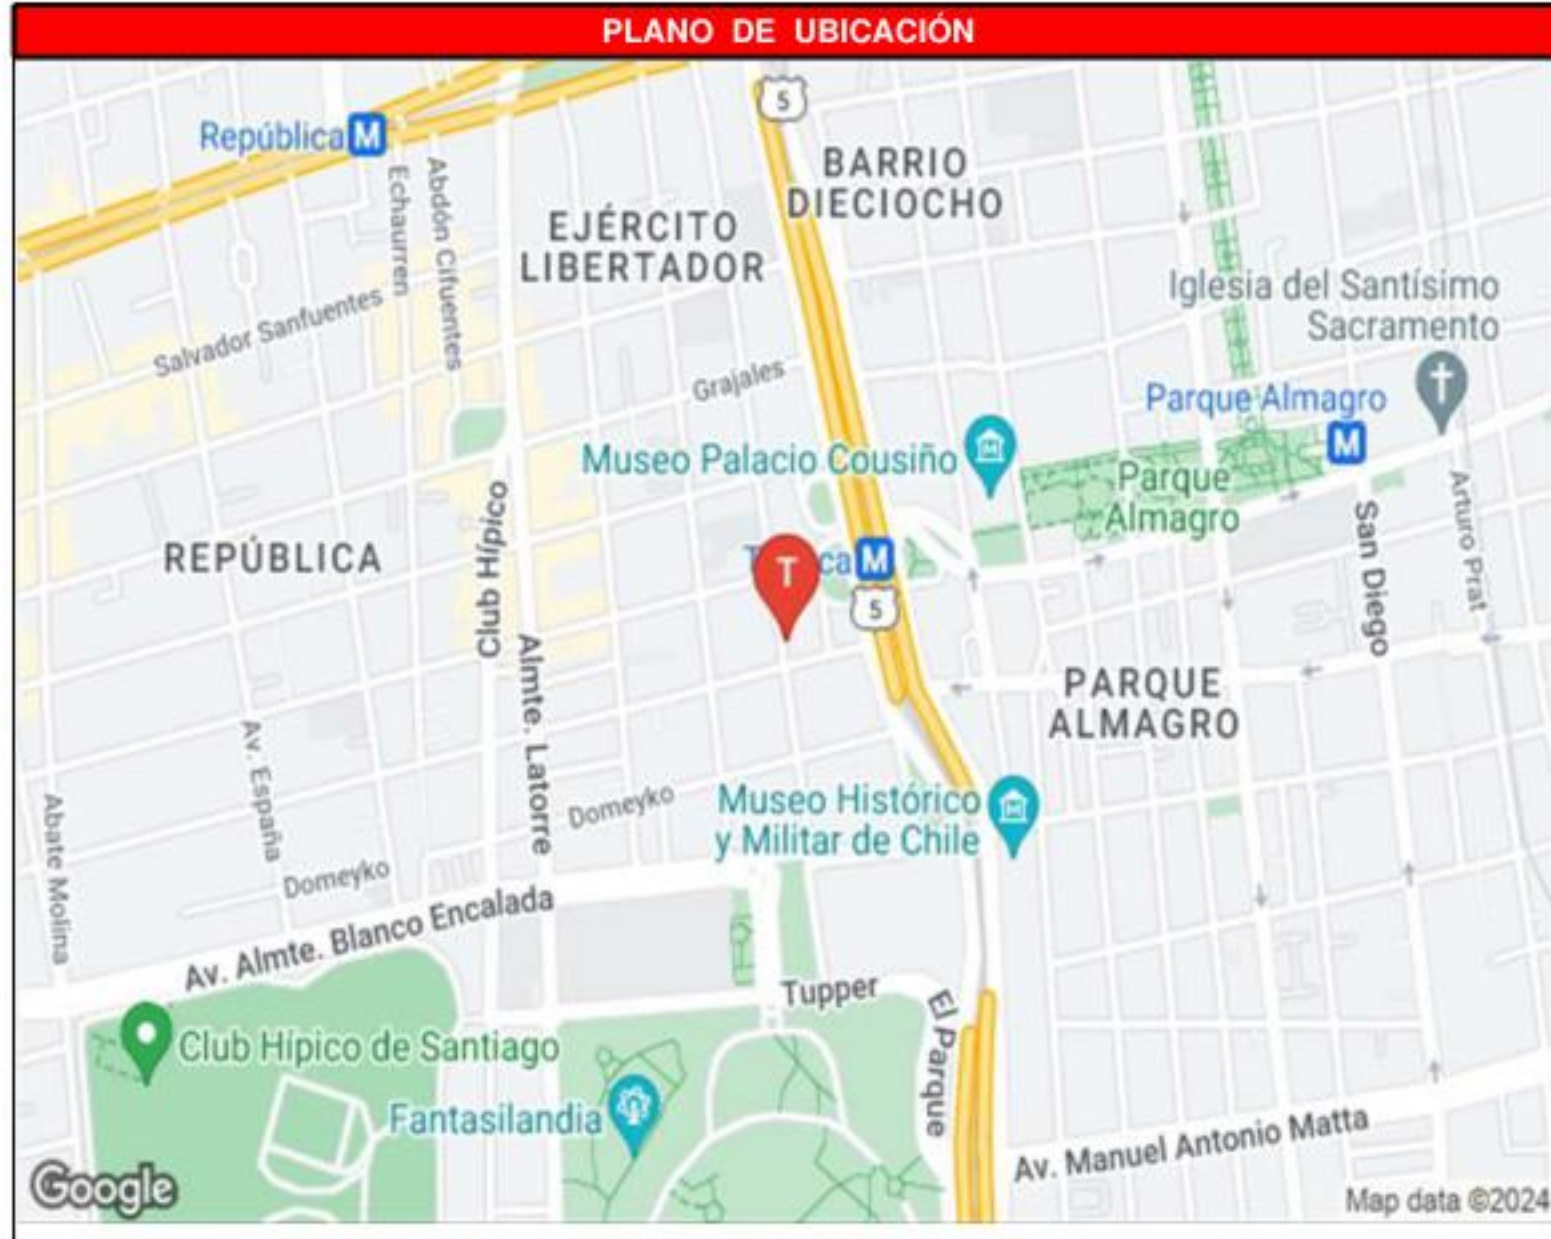 PLANO DE UBICACIÓN
5
República M
BARRIO
DIECIOCHO
Echaurren
Abdón Cifuentes
EJÉRCITO
LIBERTADOR
Iglesia del Santísimo
Sacramento
Salvador Sanfuentes
Grajales
Parque Almagro
M
Museo Palacio Cousiño
Parque
Almagro
Club Hípico
REPÚBLICA
T
ca M
5
San Diego
Arturo Prat
Almte. Latorre
PARQUE
ALMAGRO
Av. España
Abate Molina
Domeyko
Museo Histórico
y Militar de Chile
Domeyko
Av. Almte. Blanco Encalada
Tupper
El Parque
Club Hípico de Santiago
Fantasilandia
Av. Manuel Antonio Matta
Google
Map data ©2024